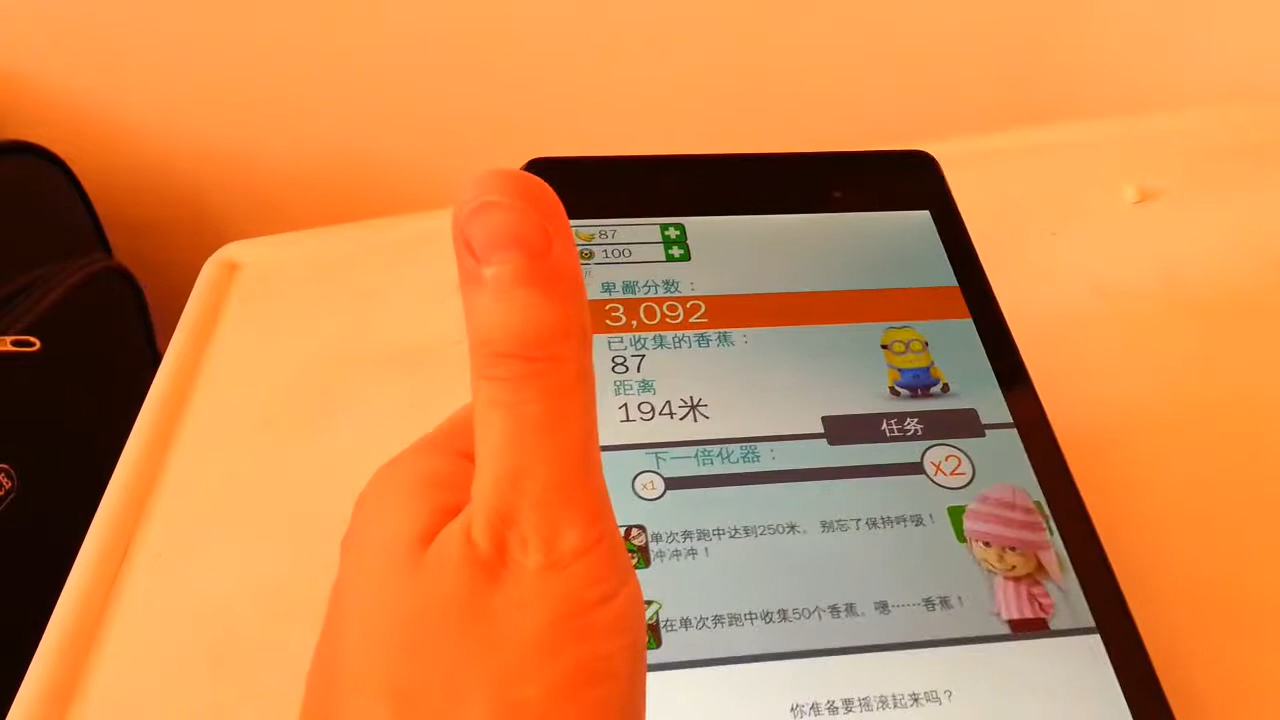 87
100
卑鄙分数：
3,092
已收集的香蕉：
87
距离
194米
任务
下一倍化器：
x1
x2
单次奔跑中达到250米。别忘了保持呼吸！
冲冲冲！
在单次奔跑中收集50个香蕉。嗯……香蕉！
你准备要摇滚起来吗？